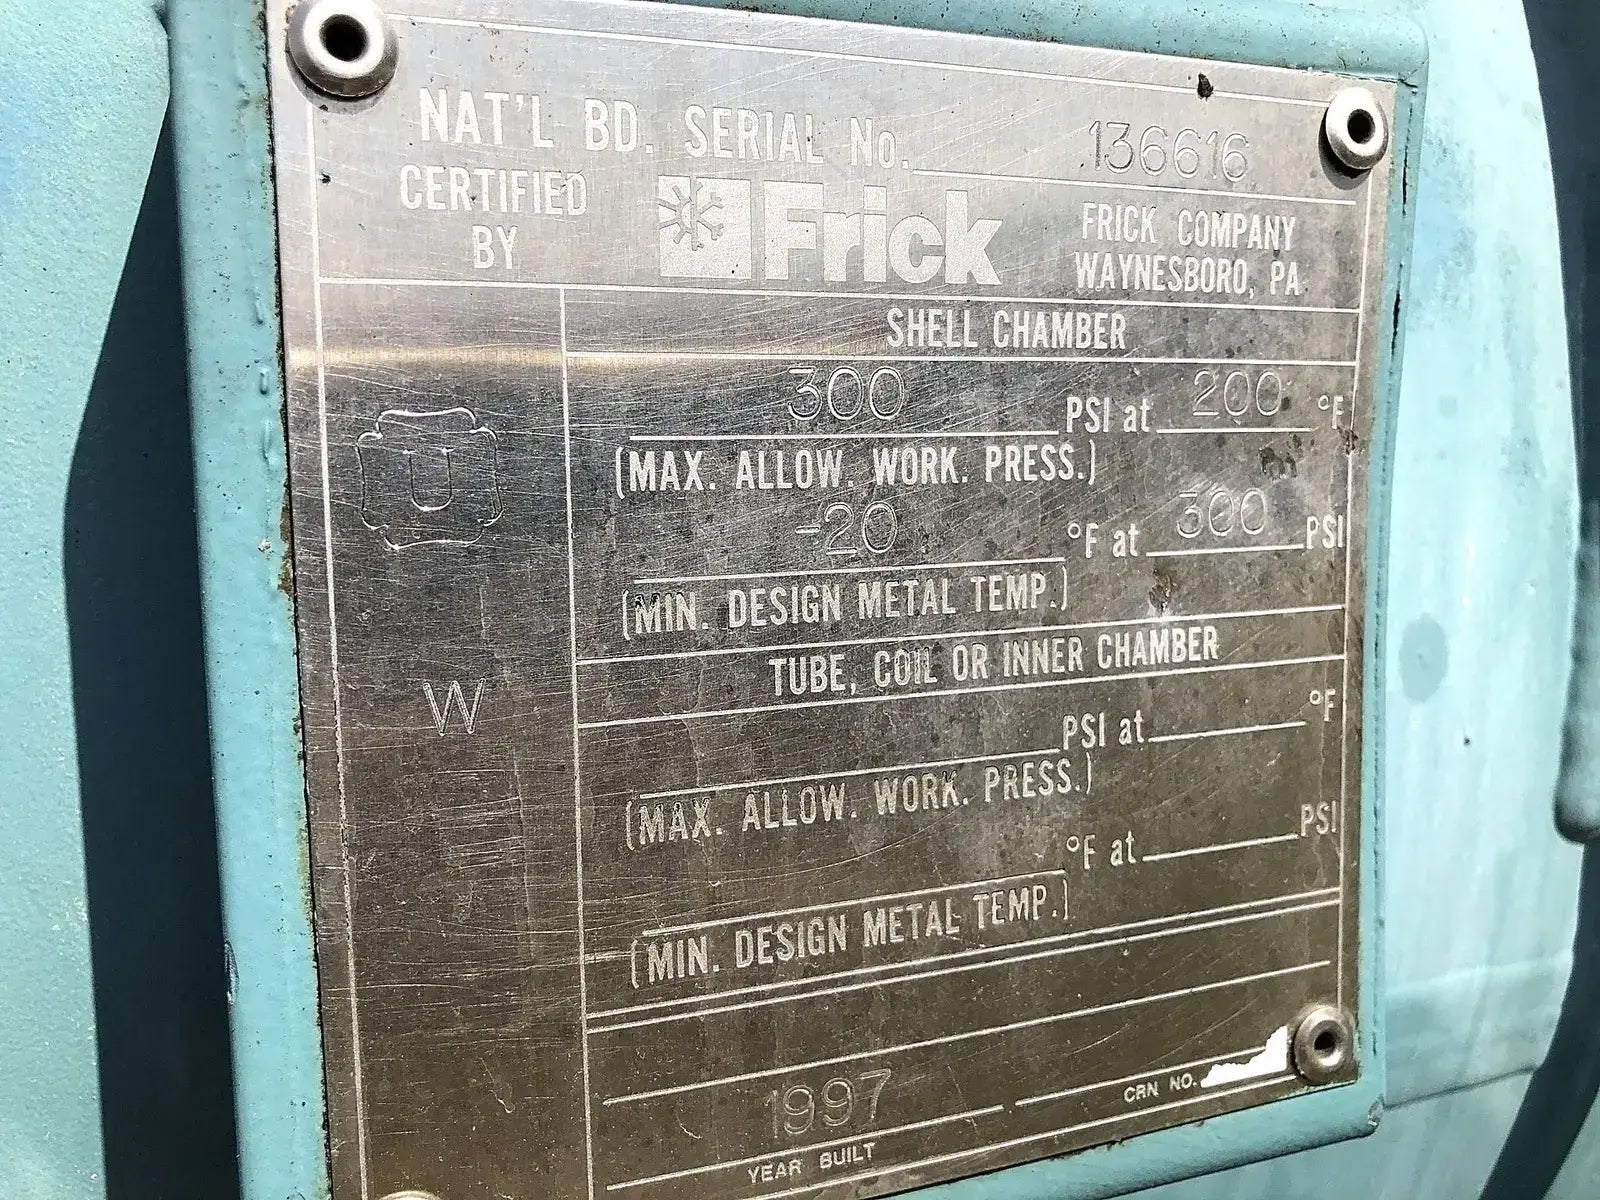 NAT'L BD. SERIAL No. 136616
CERTIFIED BY
Frick
FRICK COMPANY
WAYNESBORO, PA
SHELL CHAMBER
U
300 PSI at 200 °F
(MAX. ALLOW. WORK. PRESS.)
-20 °F at 300 PSI
(MIN. DESIGN METAL TEMP.)
W
TUBE, COIL OR INNER CHAMBER
PSI at °F
(MAX. ALLOW. WORK. PRESS.)
°F at PSI
(MIN. DESIGN METAL TEMP.)
1997
YEAR BUILT
CRN NO.